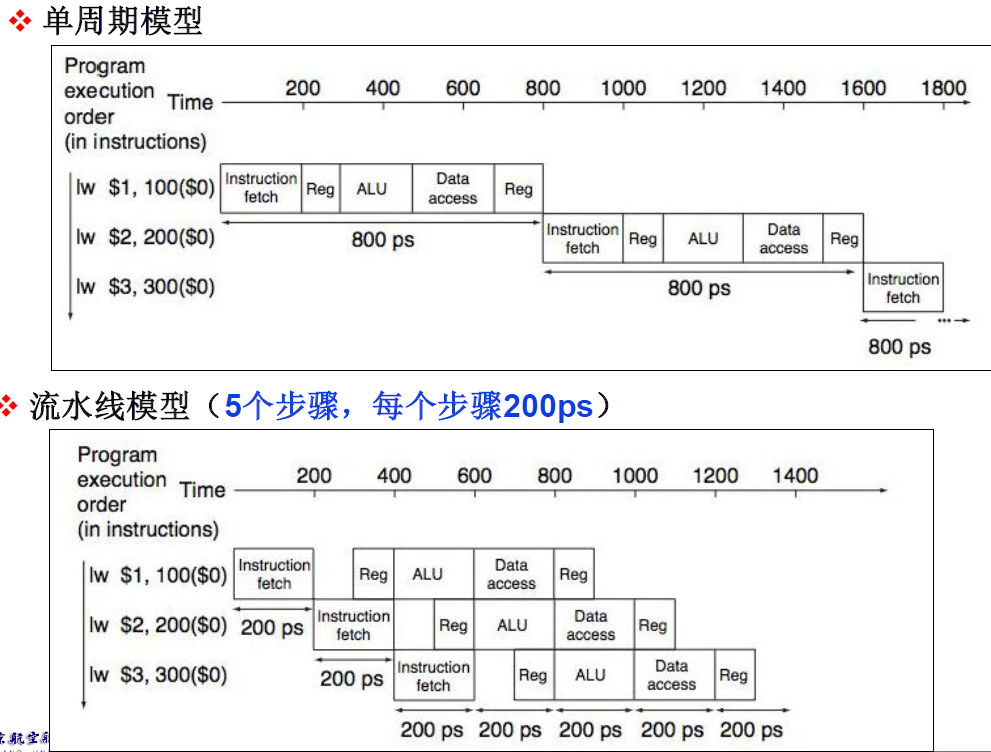 ❖ 单周期模型
Program
execution
order
(in instructions)
Time
200 400 600 800 1000 1200 1400 1600 1800
lw $1, 100($0)
Instruction fetch Reg ALU Data access Reg
800 ps
lw $2, 200($0)
Instruction fetch Reg ALU Data access Reg
800 ps
lw $3, 300($0)
Instruction fetch
...
800 ps
❖ 流水线模型（5个步骤，每个步骤200ps）
Program
execution
order
(in instructions)
Time
200 400 600 800 1000 1200 1400
lw $1, 100($0)
Instruction fetch Reg ALU Data access Reg
200 ps
lw $2, 200($0)
Instruction fetch Reg ALU Data access Reg
200 ps
lw $3, 300($0)
Instruction fetch Reg ALU Data access Reg
200 ps 200 ps 200 ps 200 ps 200 ps